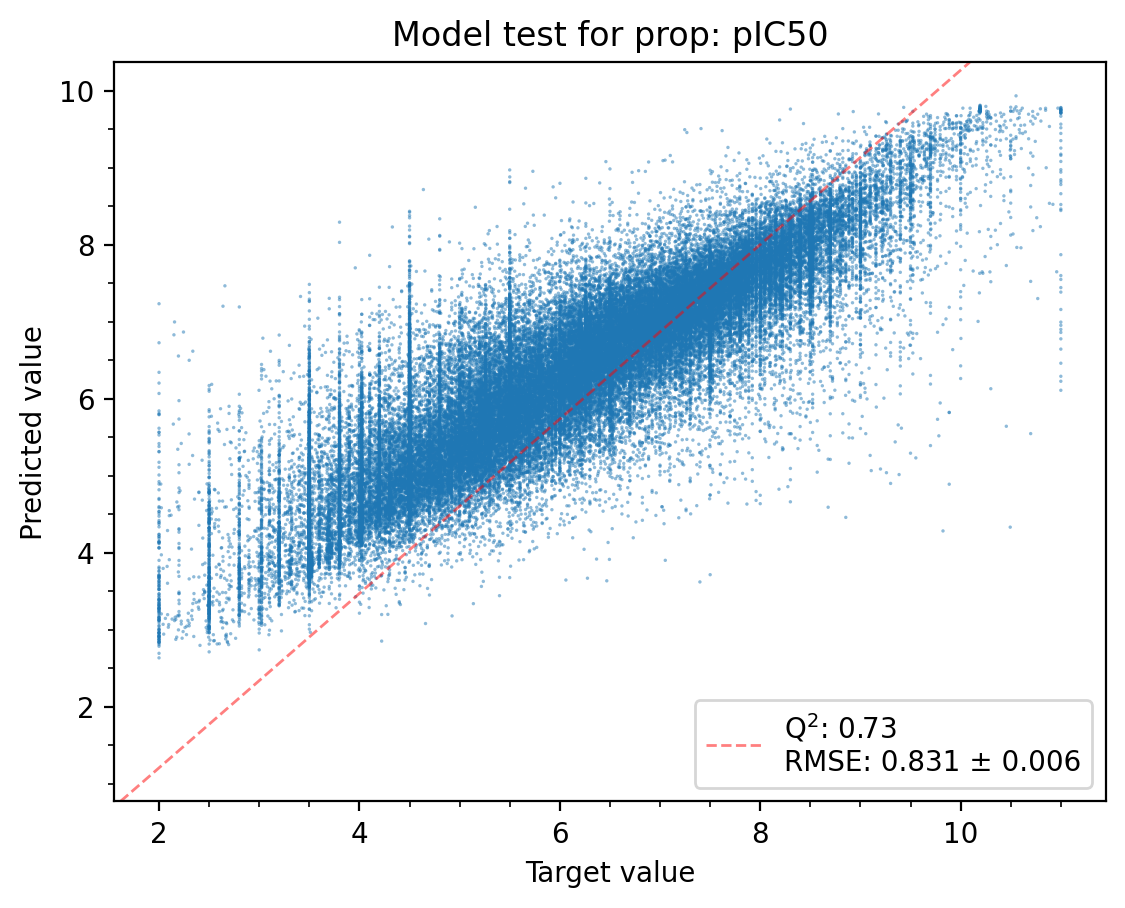 Model test for prop: pIC50
Predicted value
10
8
6
4
2
Q²: 0.73
RMSE: 0.831 ± 0.006
2 4 6 8 10
Target value